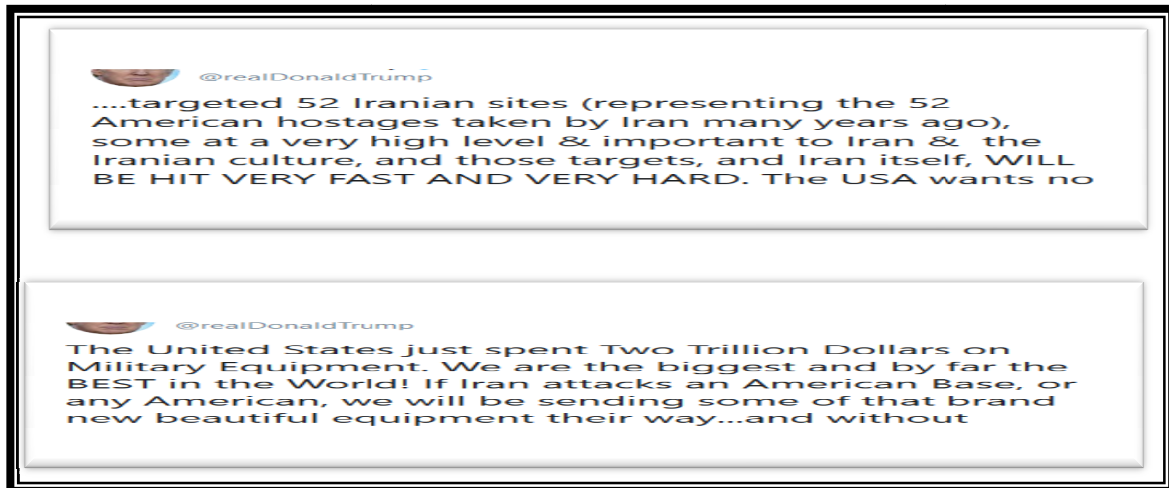 @realDonaldTrump
....targeted 52 Iranian sites (representing the 52
American hostages taken by Iran many years ago),
some at a very high level & important to Iran & the
Iranian culture, and those targets, and Iran itself, WILL
BE HIT VERY FAST AND VERY HARD. The USA wants no
@realDonaldTrump
The United States just spent Two Trillion Dollars on
Military Equipment. We are the biggest and by far the
BEST in the World! If Iran attacks an American Base, or
any American, we will be sending some of that brand
new beautiful equipment their way...and without